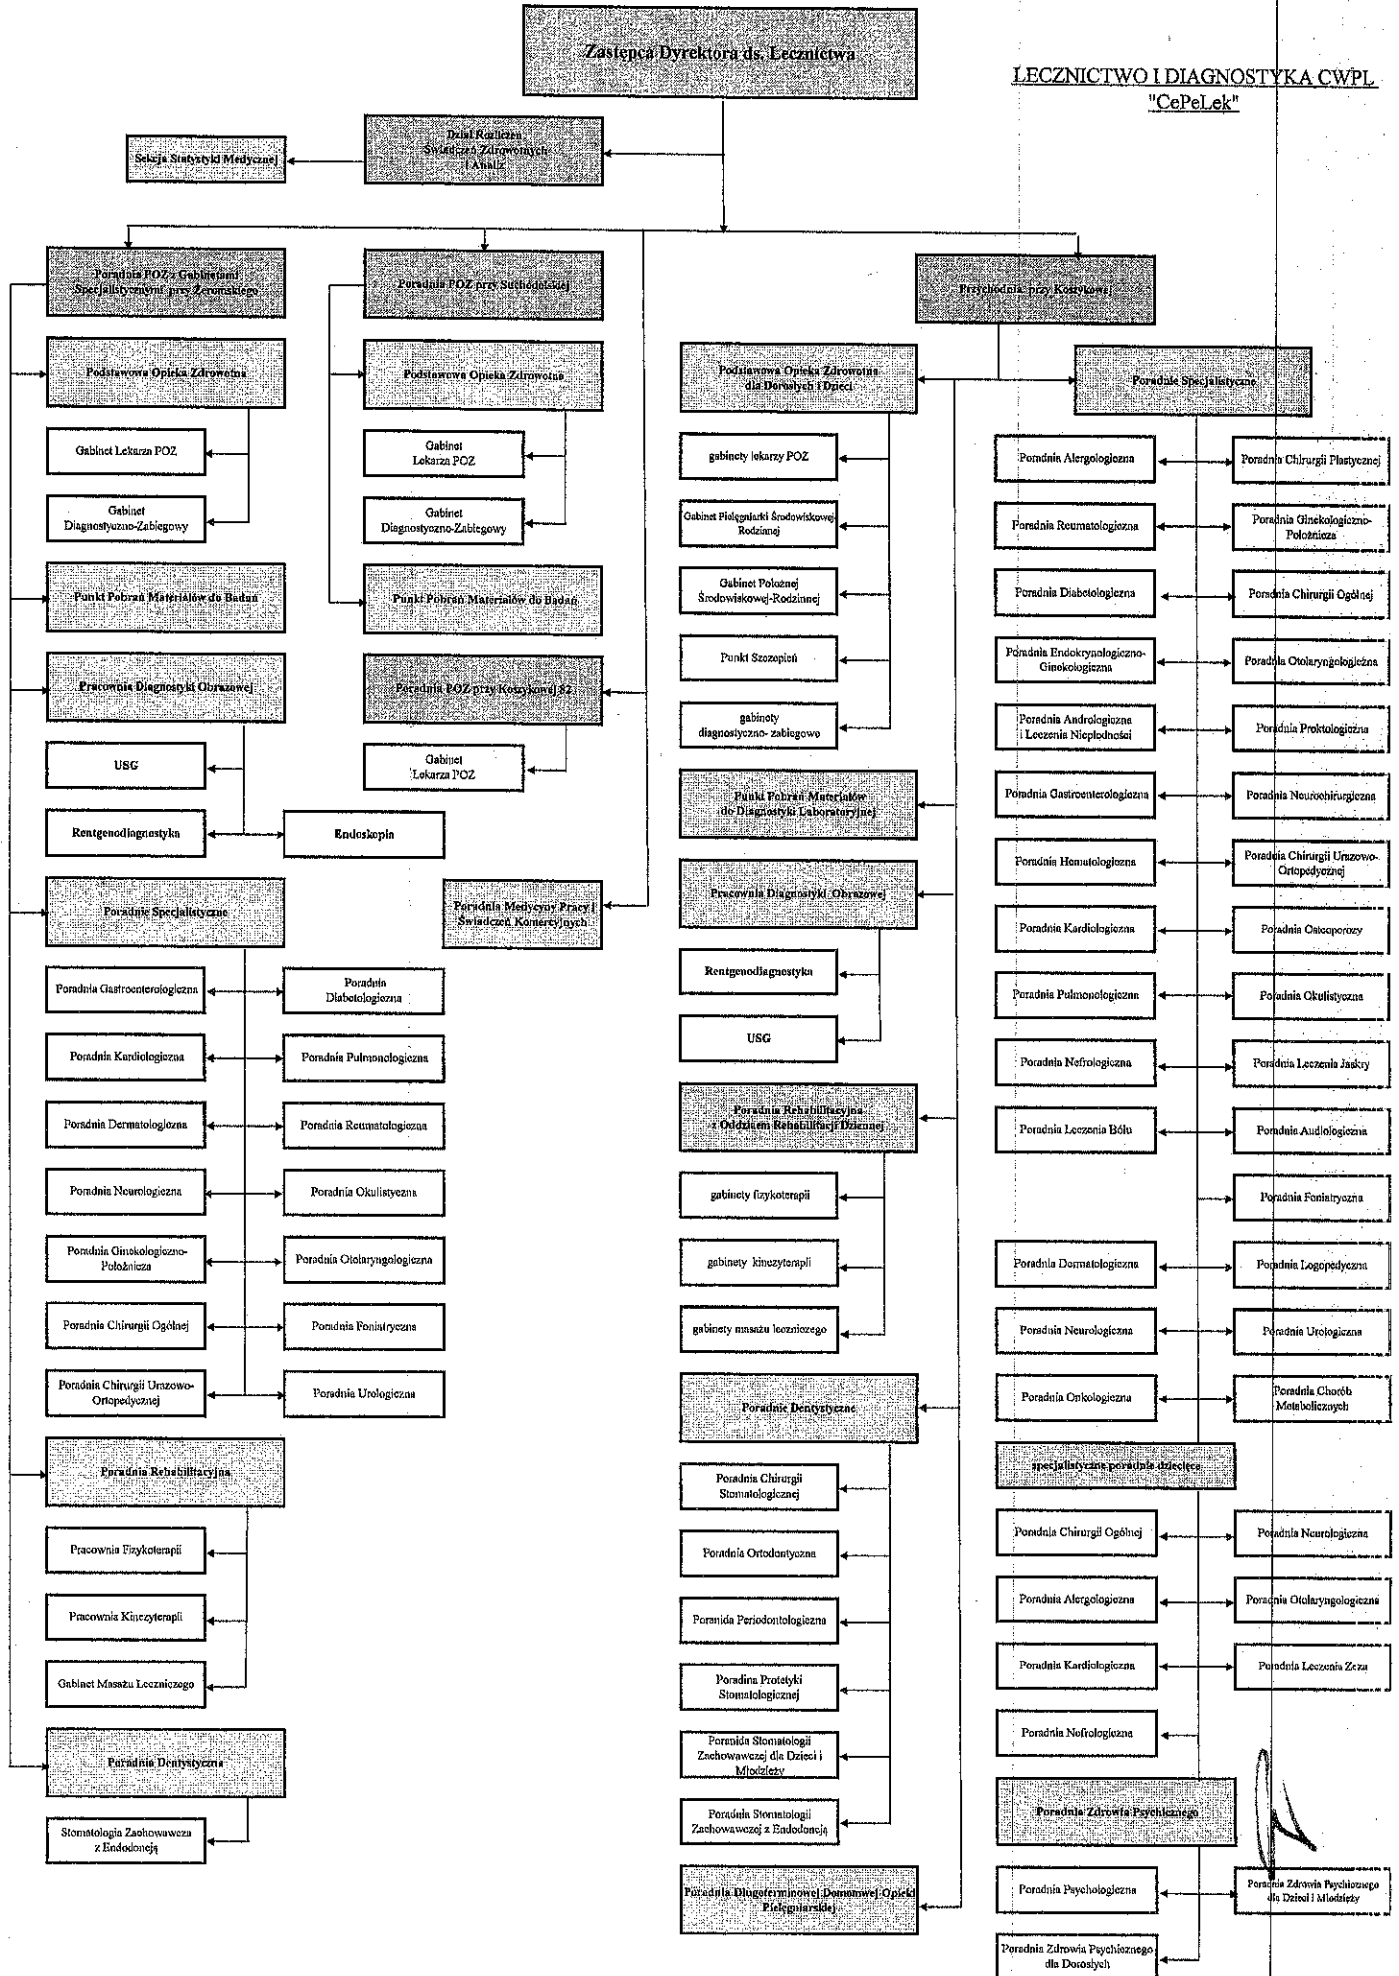 Zastępca Dyrektora ds. Lecznictwa
LECZNICTWO I DIAGNOSTYKA CWPL
"CePeLek"
Dział Rozliczeń
Świadczeń Zdrowotnych
i Analiz
Sekcja Statystyki Medycznej
Poradnia POZ z Gabinetami
Specjalistycznymi przy Żeromskiego
Podstawowa Opieka Zdrowotna
Gabinet Lekarza POZ
Gabinet
Diagnostyczno-Zabiegowy
Punkt Pobrań Materiałów do Badań
Pracownia Diagnostyki Obrazowej
USG
Rentgenodiagnostyka
Endoskopia
Poradnie Specjalistyczne
Poradnia Gastroenterologiczna
Poradnia
Diabetologiczna
Poradnia Kardiologiczna
Poradnia Pulmonologiczna
Poradnia Dermatologiczna
Poradnia Reumatologiczna
Poradnia Neurologiczna
Poradnia Okulistyczna
Poradnia Ginekologiczno-
Położnicza
Poradnia Otolaryngologiczna
Poradnia Chirurgii Ogólnej
Poradnia Foniatryczna
Poradnia Chirurgii Urazowo-
Ortopedycznej
Poradnia Urologiczna
Poradnia Rehabilitacyjna
Pracownia Fizykoterapii
Pracownia Kinezyterapii
Gabinet Masażu Leczniczego
Poradnia Dentystyczna
Stomatologia Zachowawcza
z Endodoncją
Poradnia POZ przy Suchodolskiej
Podstawowa Opieka Zdrowotna
Gabinet
Lekarza POZ
Gabinet
Diagnostyczno-Zabiegowy
Punkt Pobrań Materiałów do Badań
Poradnia POZ przy Koszykowej 82
Gabinet
Lekarza POZ
Poradnia Medycyny Pracy i
Świadczeń Komercyjnych
Przychodnia przy Koszykowej
Podstawowa Opieka Zdrowotna
dla Dorosłych i Dzieci
gabinety lekarzy POZ
Gabinet Pielęgniarki Środowiskowej-
Rodzinnej
Gabinet Położnej
Środowiskowej-Rodzinnej
Punkt Szczepień
gabinety
diagnostyczno- zabiegowe
Punkt Pobrań Materiałów
do Diagnostyki Laboratoryjnej
Pracownia Diagnostyki Obrazowej
Rentgenodiagnostyka
USG
Poradnia Rehabilitacyjna
z Oddziałem Rehabilitacji Dziennej
gabinety fizykoterapii
gabinety kinezyterapli
gabinety masażu leczniczego
Poradnie Dentystyczne
Poradnia Chirurgii
Stomatologicznej
Poradnia Ortodontyczna
Poranida Periodontologiczna
Poradina Protetyki
Stomatologicznej
Poranida Stomatologii
Zachowawczej dla Dzieci i
Młodzieży
Poradnia Stomatologii
Zachowawczej z Endodoncją
Poradnia Długoterminowej Domowej Opieki
Pielęgniarskiej
Poradnie Specjalistyczne
Poradnia Alergologiczna
Poradnia Chirurgii Plastycznej
Poradnia Reumatologiczna
Poradnia Ginekologiczno-
Położnicza
Poradnia Diabetologiczna
Poradnia Chirurgii Ogólnej
Poradnia Endokrynologiczno-
Ginekologiczna
Poradnia Otolaryngologiczna
Poradnia Andrologiczna
i Leczenia Niepłodności
Poradnia Proktologiczna
Poradnia Gastroenterologiczna
Poradnia Neurochirurgiczna
Poradnia Hematologiczna
Poradnia Chirurgii Urazowo-
Ortopedycznej
Poradnia Kardiologiczna
Poradnia Osteoporozy
Poradnia Pulmonologiczna
Poradnia Okulistyczna
Poradnia Nefrologiczna
Poradnia Leczenia Jaskry
Poradnia Leczenia Bólu
Poradnia Audiologiczna
Poradnia Foniatryczna
Poradnia Dermatologiczna
Poradnia Logopedyczna
Poradnia Neurologiczna
Poradnia Urologiczna
Poradnia Onkologiczna
Poradnia Chorób
Metabolicznych
specjalistyczne poradnie dziecięce
Poradnia Chirurgii Ogólnej
Poradnia Neurologiczna
Poradnia Alergologiczna
Poradnia Otolaryngologiczna
Poradnia Kardiologiczna
Poradnia Leczenia Zeza
Poradnia Nefrologiczna
Poradnia Zdrowia Psychicznego
Poradnia Psychologiczna
Poradnia Zdrowia Psychicznego
dla Dzieci i Młodzieży
Poradnia Zdrowia Psychicznego
dla Dorosłych